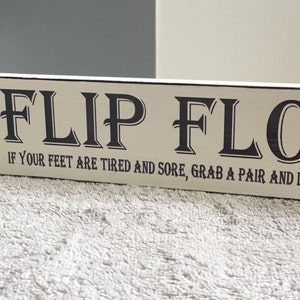 FLIP FLO
IF YOUR FEET ARE TIRED AND SORE, GRAB A PAIR AND